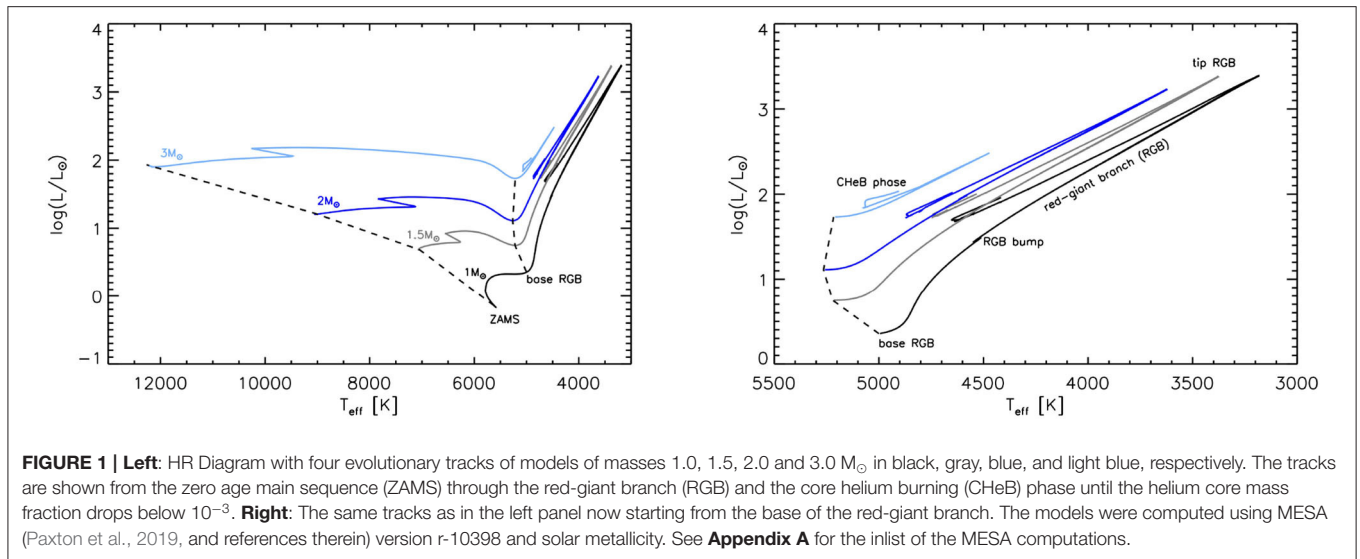 4
3
2
1
0
−1
log(L/L⊙)
3M⊙
2M⊙
1.5M⊙
1M⊙
base RGB
ZAMS
12000 10000 8000 6000 4000
Teff [K]
4
3
2
1
0
log(L/L⊙)
tip RGB
CHeB phase
red-giant branch (RGB)
RGB bump
base RGB
5500 5000 4500 4000 3500 3000
Teff [K]
FIGURE 1 | Left: HR Diagram with four evolutionary tracks of models of masses 1.0, 1.5, 2.0 and 3.0 M⊙ in black, gray, blue, and light blue, respectively. The tracks
are shown from the zero age main sequence (ZAMS) through the red-giant branch (RGB) and the core helium burning (CHeB) phase until the helium core mass
fraction drops below 10⁻³. Right: The same tracks as in the left panel now starting from the base of the red-giant branch. The models were computed using MESA
(Paxton et al., 2019, and references therein) version r-10398 and solar metallicity. See Appendix A for the inlist of the MESA computations.